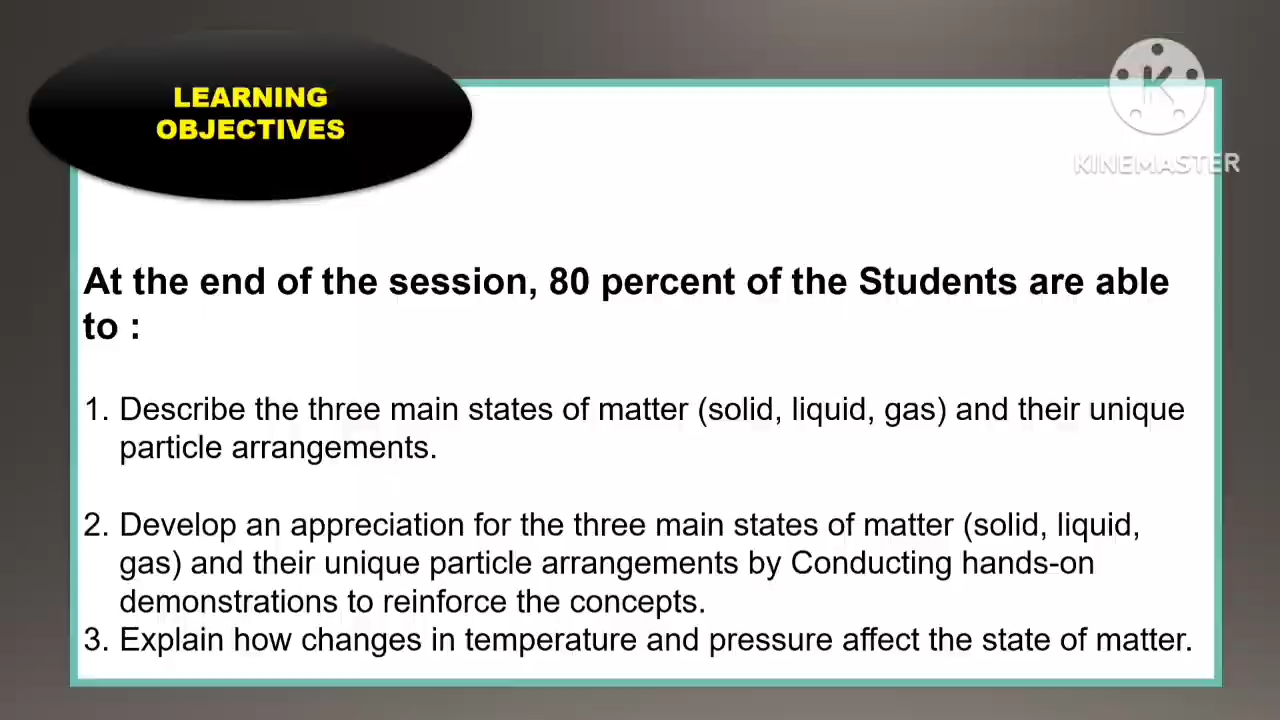 LEARNING
OBJECTIVES
K
KINEMASTER
At the end of the session, 80 percent of the Students are able
to :
1. Describe the three main states of matter (solid, liquid, gas) and their unique
particle arrangements.
2. Develop an appreciation for the three main states of matter (solid, liquid,
gas) and their unique particle arrangements by Conducting hands-on
demonstrations to reinforce the concepts.
3. Explain how changes in temperature and pressure affect the state of matter.